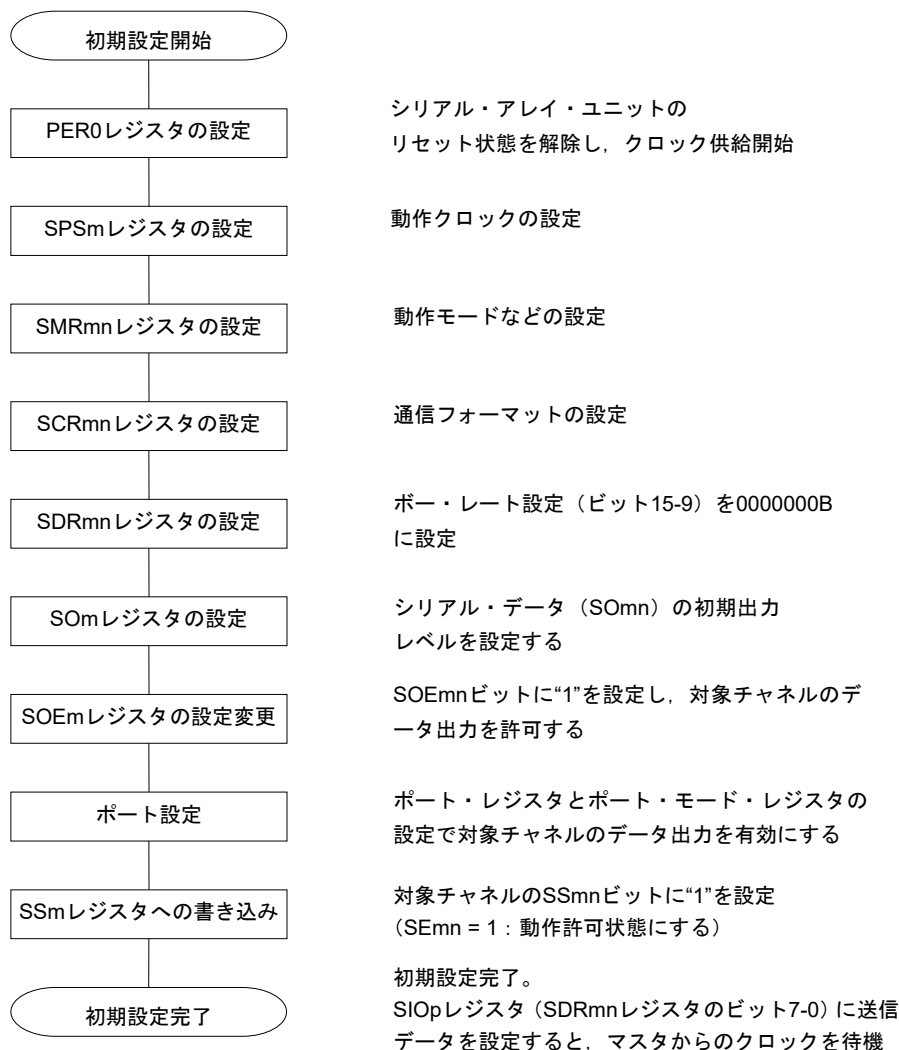 初期設定開始
PER0レジスタの設定
シリアル・アレイ・ユニットの
リセット状態を解除し，クロック供給開始
SPSmレジスタの設定
動作クロックの設定
SMRmnレジスタの設定
動作モードなどの設定
SCRmnレジスタの設定
通信フォーマットの設定
SDRmnレジスタの設定
ボー・レート設定（ビット15-9）を0000000B
に設定
SOmレジスタの設定
シリアル・データ（SOmn）の初期出力
レベルを設定する
SOEmレジスタの設定変更
SOEmnビットに“1”を設定し，対象チャネルのデ
ータ出力を許可する
ポート設定
ポート・レジスタとポート・モード・レジスタの
設定で対象チャネルのデータ出力を有効にする
SSmレジスタへの書き込み
対象チャネルのSSmnビットに“1”を設定
（SEmn = 1：動作許可状態にする）
初期設定完了
初期設定完了。
SIOpレジスタ（SDRmnレジスタのビット7-0）に送信
データを設定すると，マスタからのクロックを待機